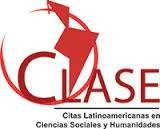 CLASE
Citas Latinoamericanas en
Ciencias Sociales y Humanidades